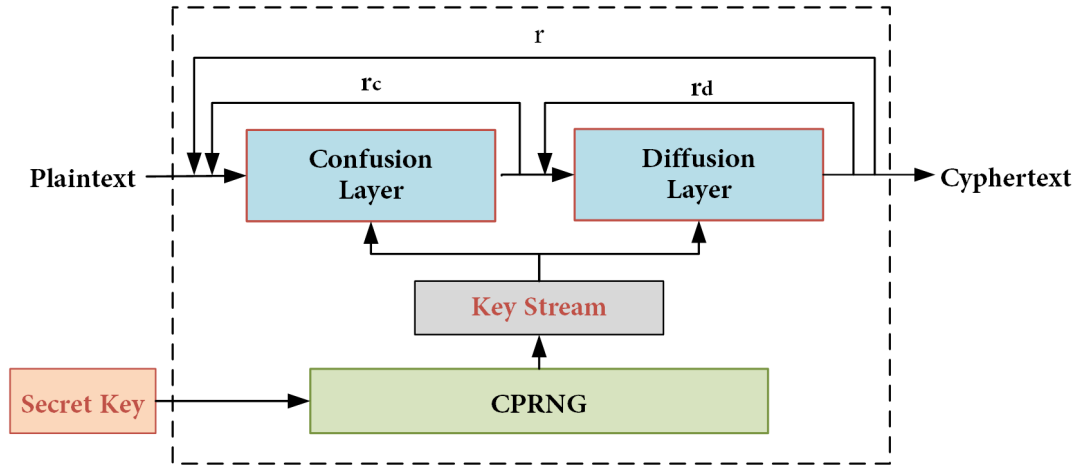 r
rc
rd
Confusion
Layer
Diffusion
Layer
Plaintext
Cyphertext
Key Stream
Secret Key
CPRNG